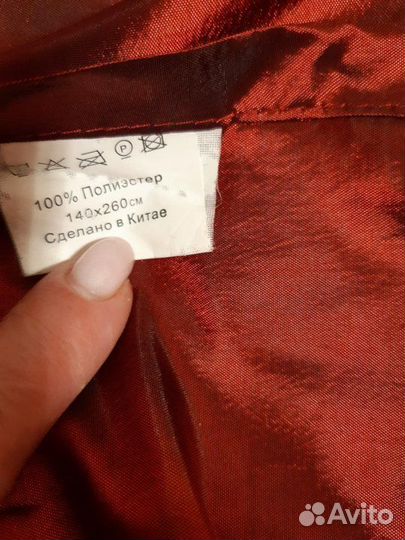 P
100% Полиэстер
140x260см
Сделано в Китае
Avito